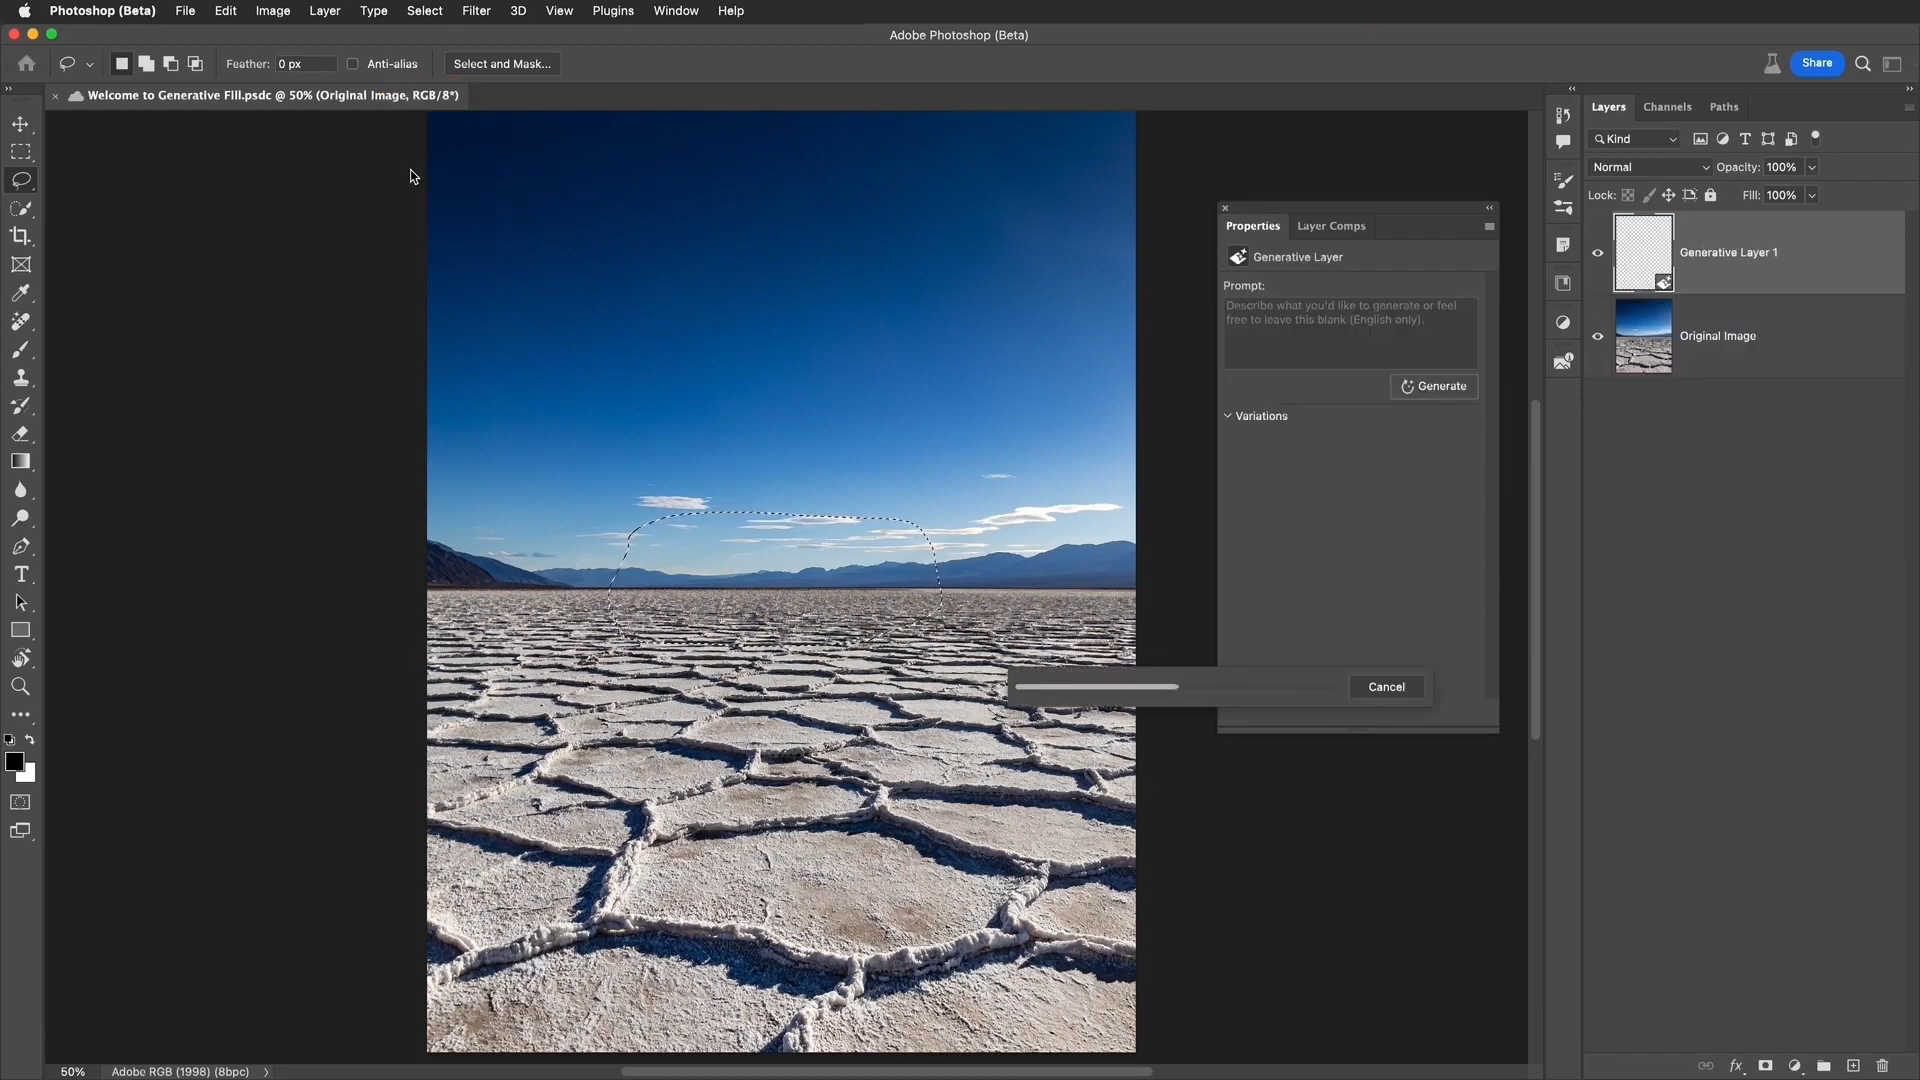 Photoshop (Beta) File Edit Image Layer Type Select Filter 3D View Plugins Window Help
Adobe Photoshop (Beta)
Feather: 0 px Anti-alias Select and Mask... Share
Welcome to Generative Fill.psdc @ 50% (Original Image, RGB/8*)
Layers Channels Paths
Kind
Normal Opacity: 100%
Lock: Fill: 100%
Generative Layer 1
Original Image
Properties Layer Comps
Generative Layer
Prompt:
Describe what you'd like to generate or feel
free to leave this blank (English only).
Generate
Variations
Cancel
50% Adobe RGB (1998) (8bpc)